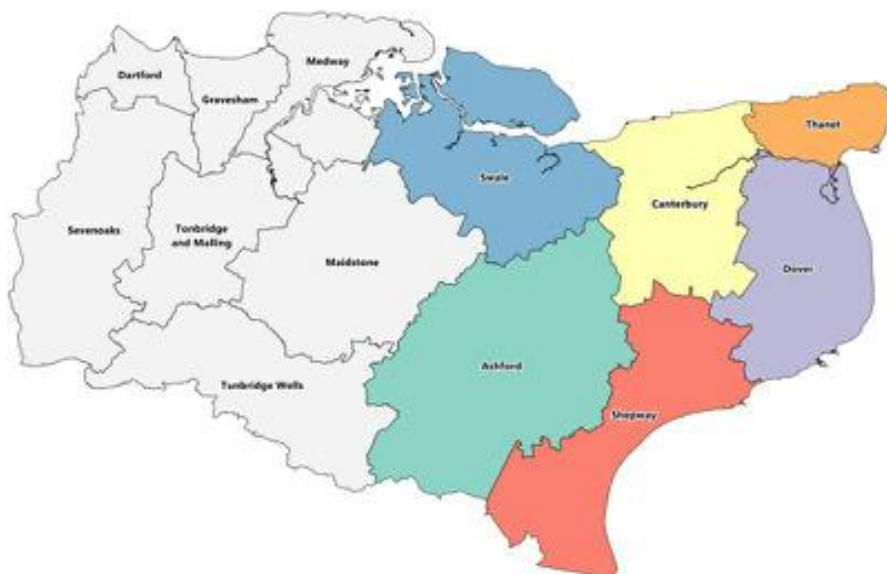 Medway
Dartford
Gravesham
Thanet
Swale
Canterbury
Sevenoaks
Tonbridge
and Malling
Maidstone
Dover
Ashford
Tunbridge Wells
Shepway